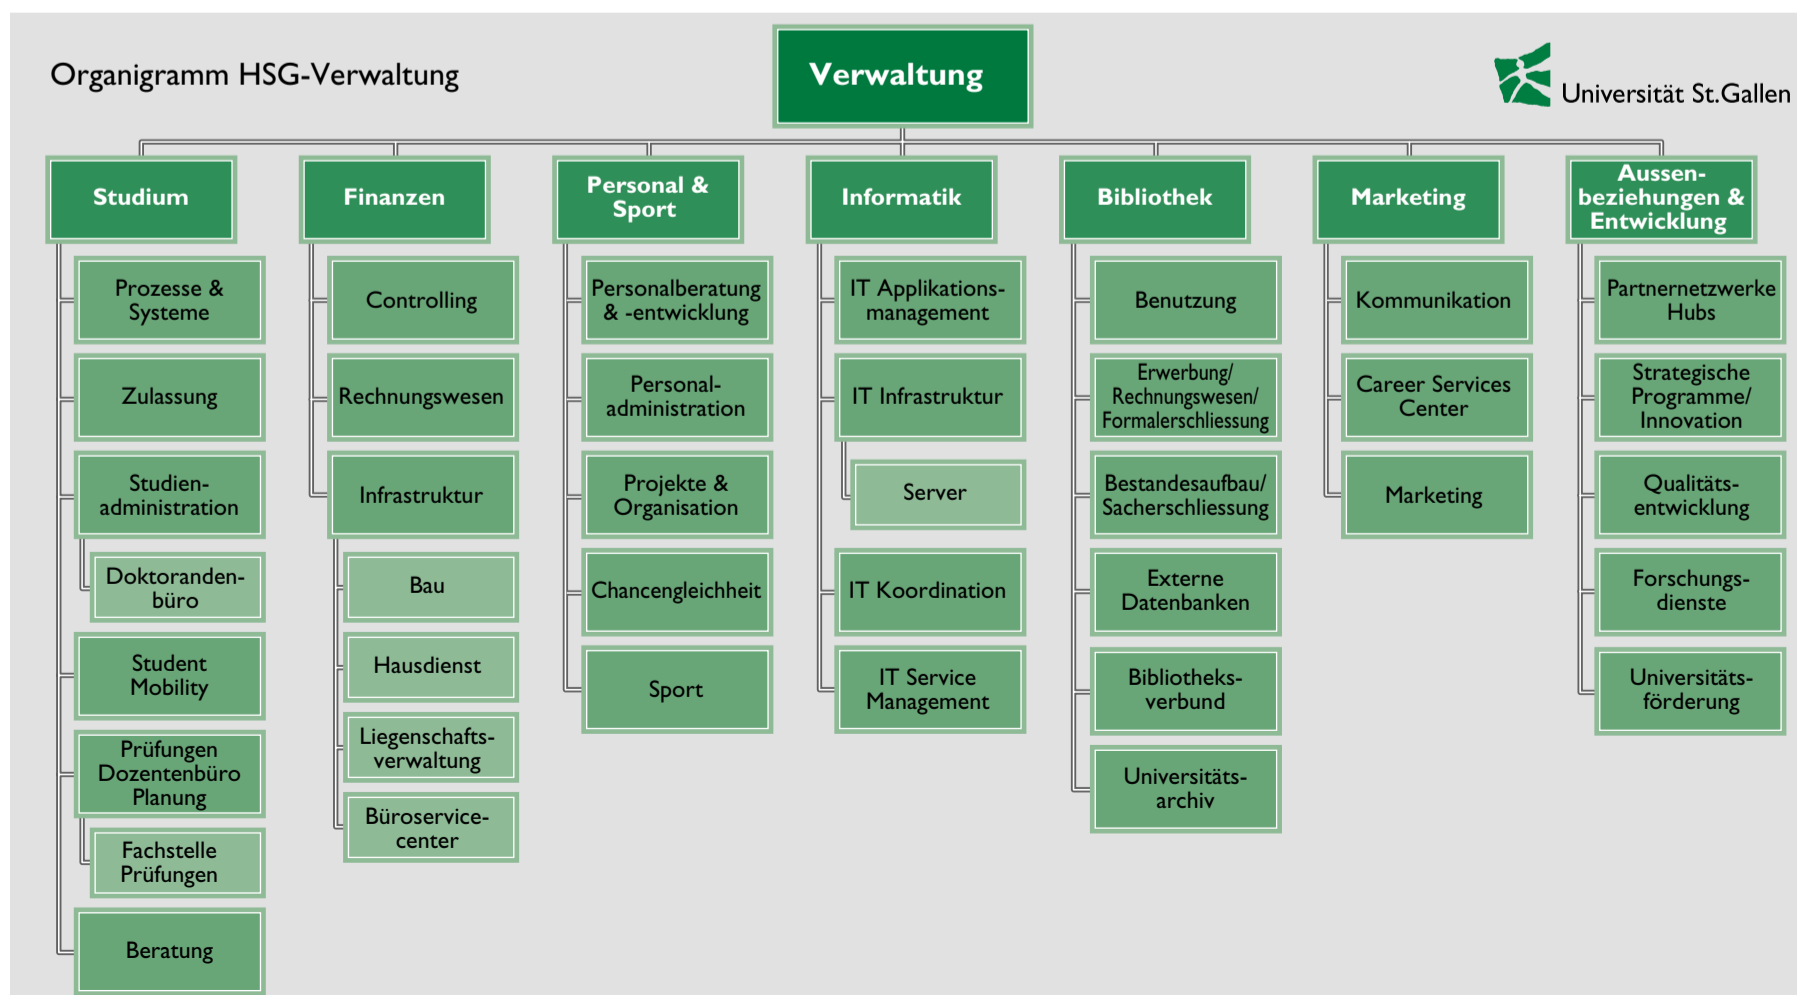 Organigramm HSG-Verwaltung
Verwaltung
Universität St.Gallen
Studium
Prozesse &
Systeme
Zulassung
Studien-
administration
Doktoranden-
büro
Student
Mobility
Prüfungen
Dozentenbüro
Planung
Fachstelle
Prüfungen
Beratung
Finanzen
Controlling
Rechnungswesen
Infrastruktur
Bau
Hausdienst
Liegenschafts-
verwaltung
Büroservice-
center
Personal &
Sport
Personalberatung
& -entwicklung
Personal-
administration
Projekte &
Organisation
Chancengleichheit
Sport
Informatik
IT Applikations-
management
IT Infrastruktur
Server
IT Koordination
IT Service
Management
Bibliothek
Benutzung
Erwerbung/
Rechnungswesen/
Formalerschliessung
Bestandesaufbau/
Sacherschliessung
Externe
Datenbanken
Bibliotheks-
verbund
Universitäts-
archiv
Marketing
Kommunikation
Career Services
Center
Marketing
Aussen-
beziehungen &
Entwicklung
Partnernetzwerke
Hubs
Strategische
Programme/
Innovation
Qualitäts-
entwicklung
Forschungs-
dienste
Universitäts-
förderung